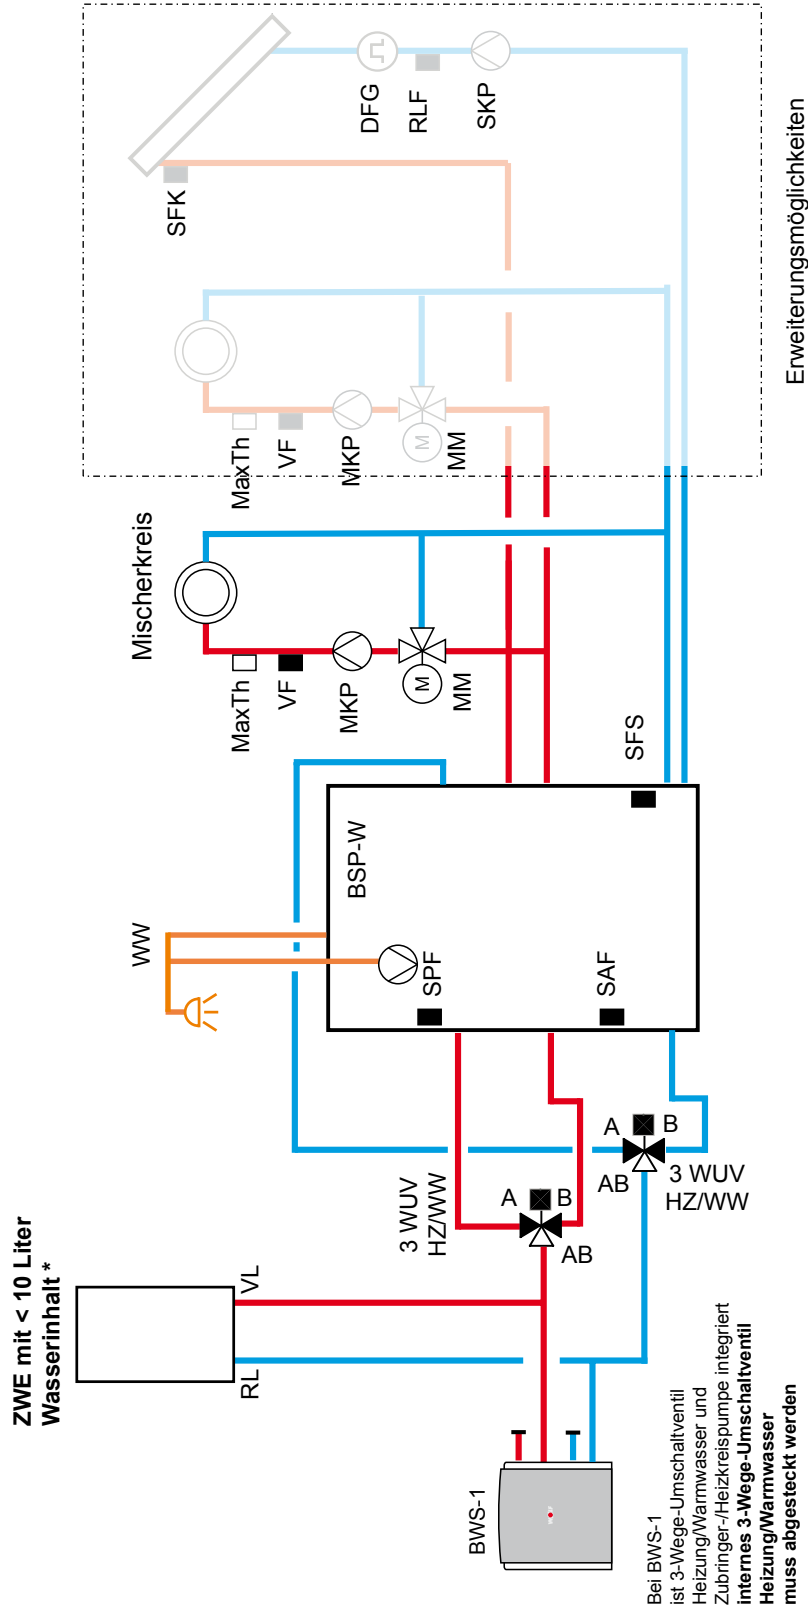 ZWE mit < 10 Liter
Wasserinhalt *
RL
VL
BWS-1
Bei BWS-1
ist 3-Wege-Umschaltventil
Heizung/Warmwasser und
Zubringer-/Heizkreispumpe integriert
internes 3-Wege-Umschaltventil
Heizung/Warmwasser
muss abgesteckt werden
3 WUV
HZ/WW
A
B
AB
3 WUV
HZ/WW
A
B
AB
WW
BSP-W
SPF
SAF
SFS
Mischerkreis
MaxTh
VF
MKP
M
MM
MaxTh
VF
MKP
M
MM
SFK
DFG
RLF
SKP
Erweiterungsmöglichkeiten